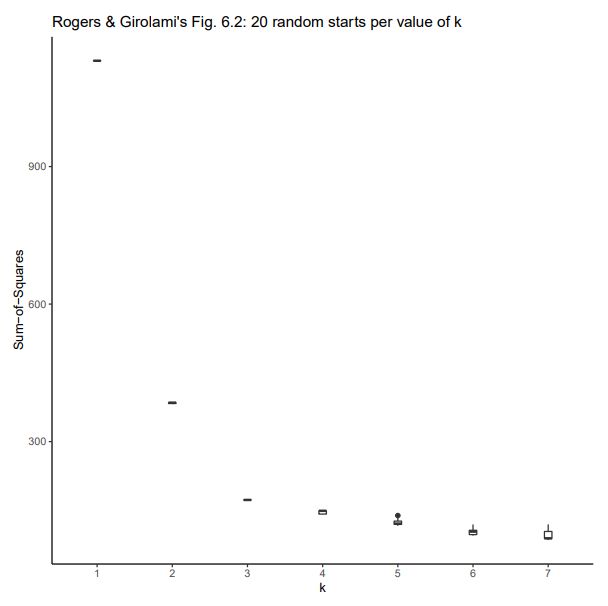 Rogers & Girolami's Fig. 6.2: 20 random starts per value of k
Sum−of−Squares
900
600
300
1 2 3 4 5 6 7
k